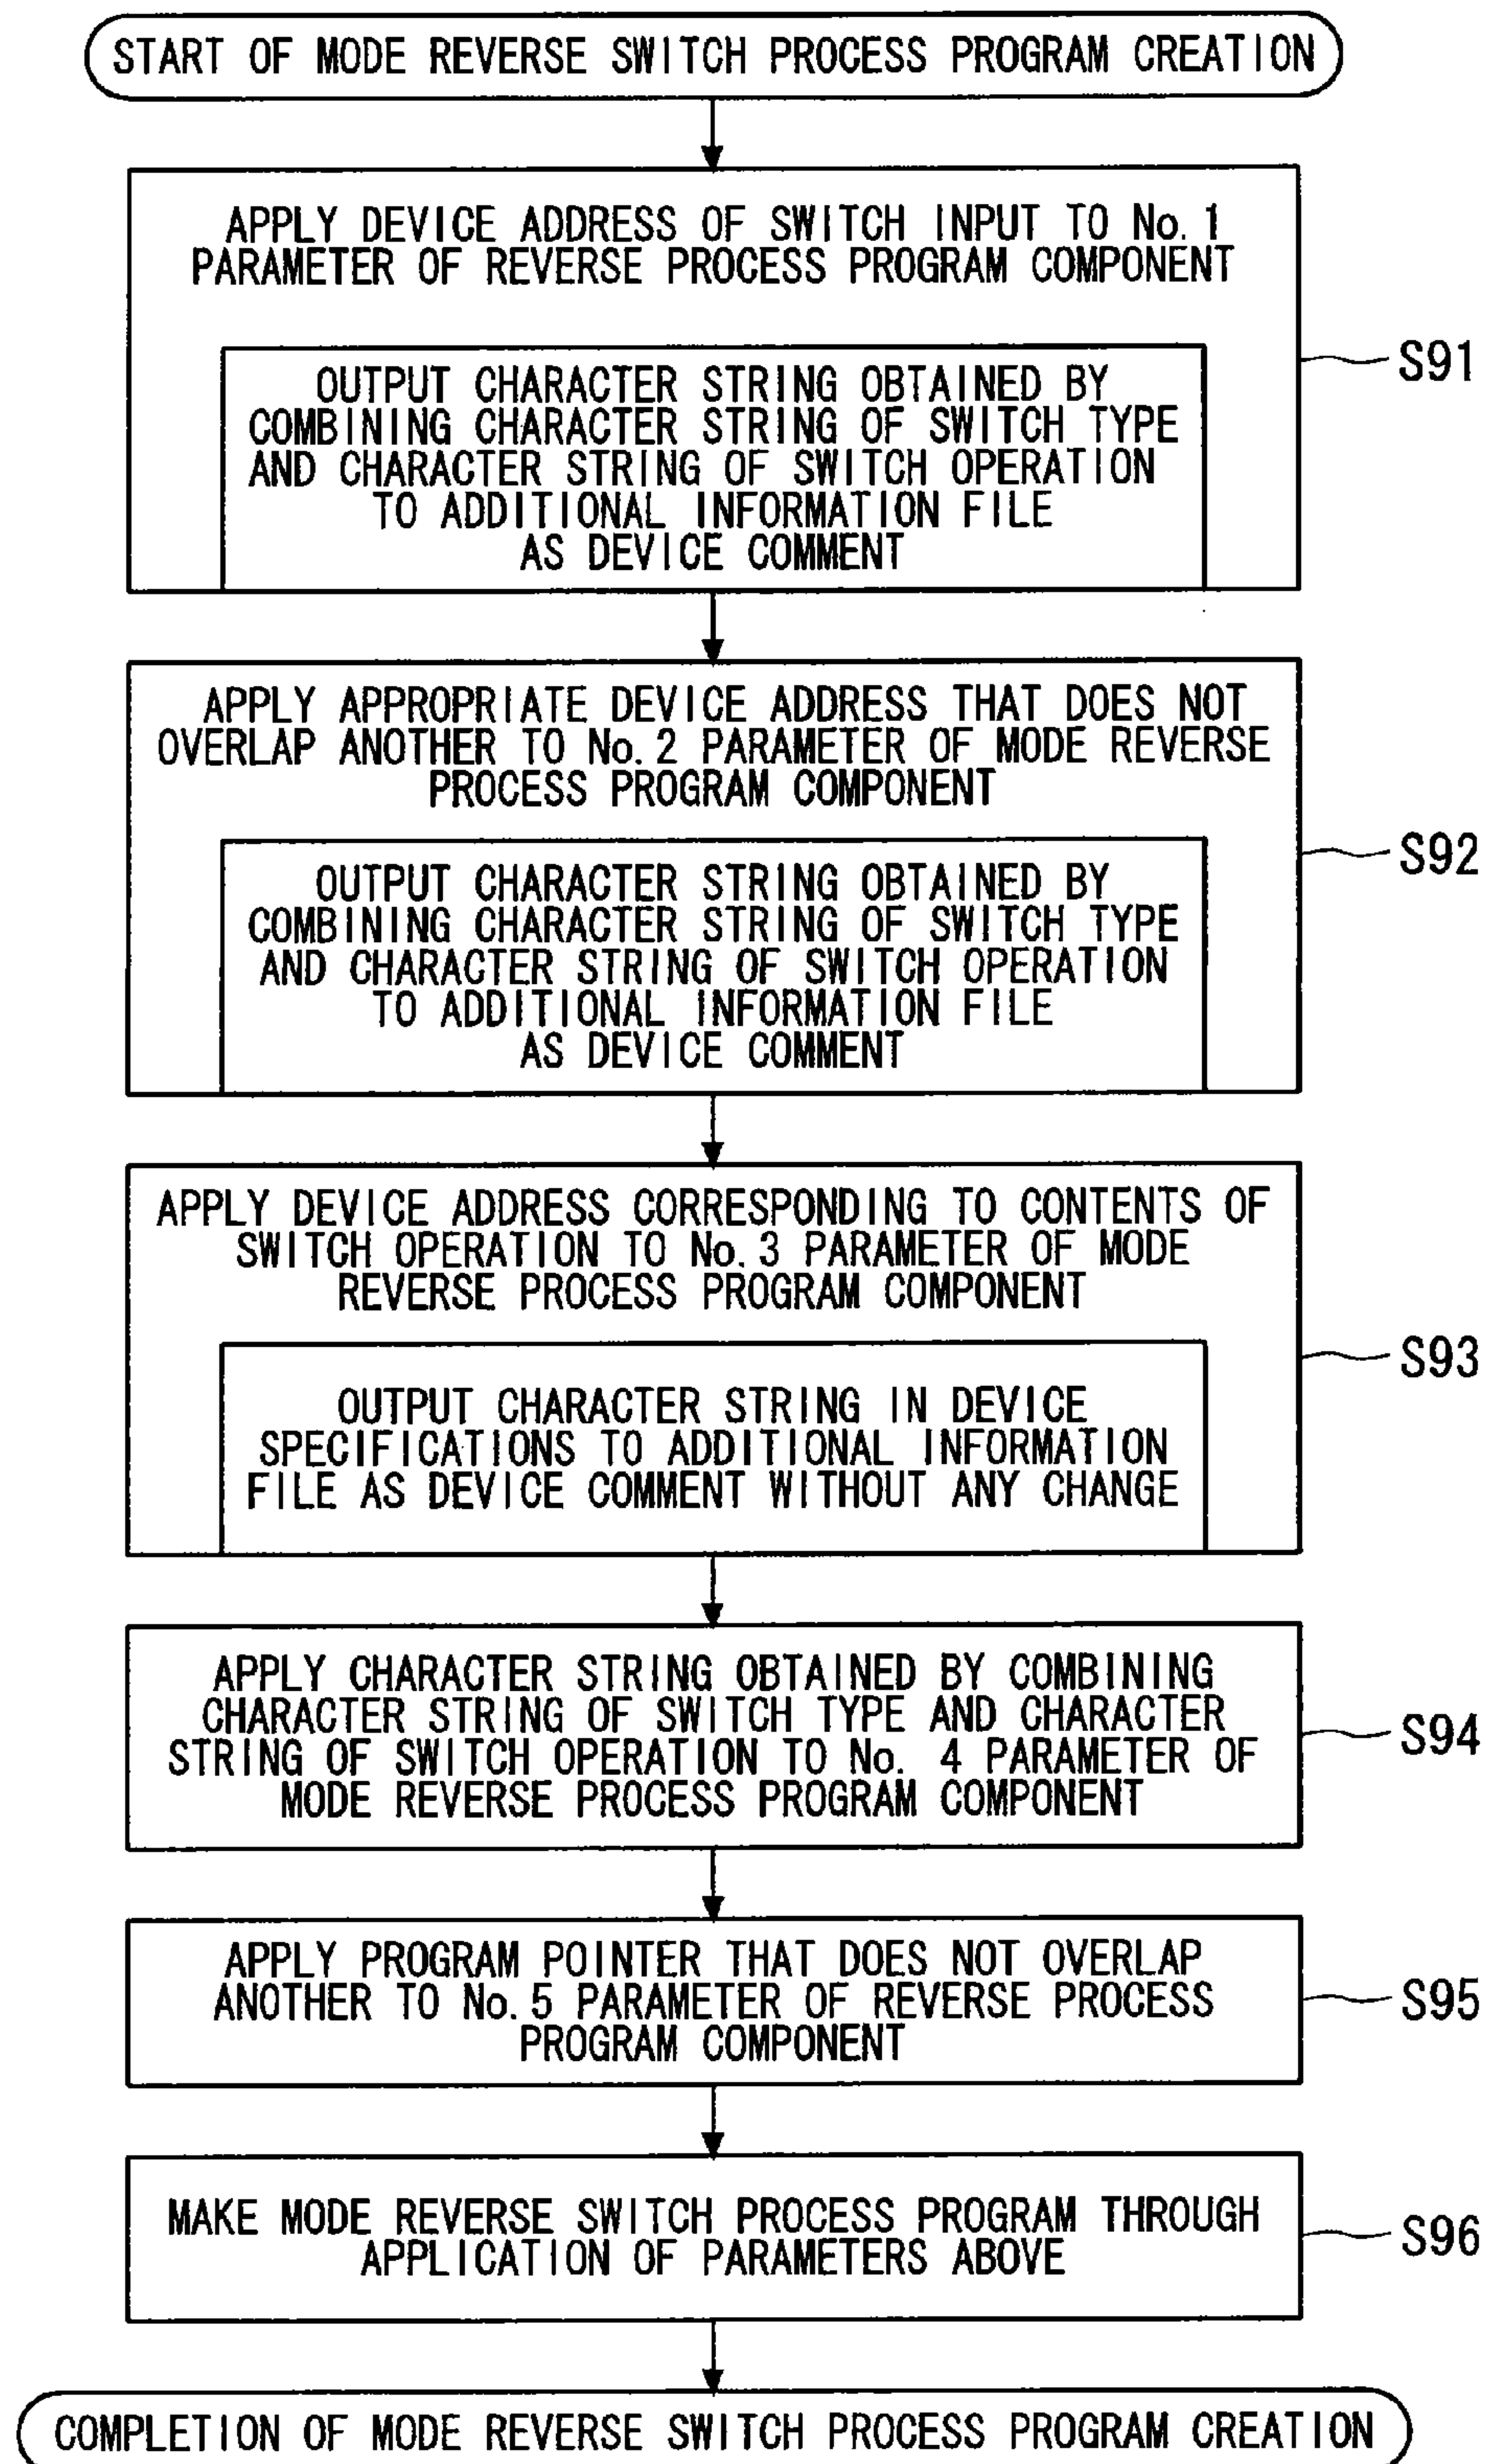 START OF MODE REVERSE SWITCH PROCESS PROGRAM CREATION
APPLY DEVICE ADDRESS OF SWITCH INPUT TO No.1
PARAMETER OF REVERSE PROCESS PROGRAM COMPONENT
OUTPUT CHARACTER STRING OBTAINED BY
COMBINING CHARACTER STRING OF SWITCH TYPE
AND CHARACTER STRING OF SWITCH OPERATION
TO ADDITIONAL INFORMATION FILE
AS DEVICE COMMENT
S91
APPLY APPROPRIATE DEVICE ADDRESS THAT DOES NOT
OVERLAP ANOTHER TO No.2 PARAMETER OF MODE REVERSE
PROCESS PROGRAM COMPONENT
OUTPUT CHARACTER STRING OBTAINED BY
COMBINING CHARACTER STRING OF SWITCH TYPE
AND CHARACTER STRING OF SWITCH OPERATION
TO ADDITIONAL INFORMATION FILE
AS DEVICE COMMENT
S92
APPLY DEVICE ADDRESS CORRESPONDING TO CONTENTS OF
SWITCH OPERATION TO No.3 PARAMETER OF MODE
REVERSE PROCESS PROGRAM COMPONENT
OUTPUT CHARACTER STRING IN DEVICE
SPECIFICATIONS TO ADDITIONAL INFORMATION
FILE AS DEVICE COMMENT WITHOUT ANY CHANGE
S93
APPLY CHARACTER STRING OBTAINED BY COMBINING
CHARACTER STRING OF SWITCH TYPE AND CHARACTER
STRING OF SWITCH OPERATION TO No. 4 PARAMETER OF
MODE REVERSE PROCESS PROGRAM COMPONENT
S94
APPLY PROGRAM POINTER THAT DOES NOT OVERLAP
ANOTHER TO No.5 PARAMETER OF REVERSE PROCESS
PROGRAM COMPONENT
S95
MAKE MODE REVERSE SWITCH PROCESS PROGRAM THROUGH
APPLICATION OF PARAMETERS ABOVE
S96
COMPLETION OF MODE REVERSE SWITCH PROCESS PROGRAM CREATION